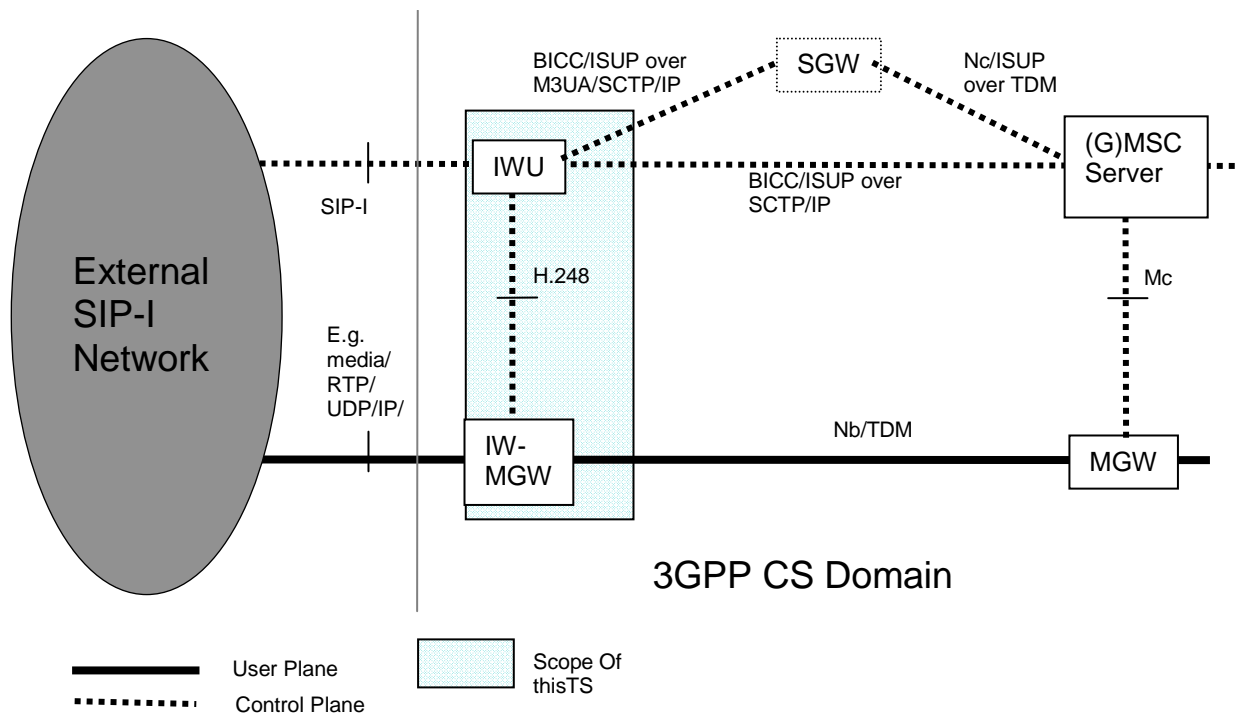 BICC/ISUP over
M3UA/SCTP/IP
SGW
Nc/ISUP
over TDM
IWU
(G)MSC
Server
BICC/ISUP over
SCTP/IP
SIP-I
External
SIP-I
Network
H.248
Mc
E.g.
media/
RTP/
UDP/IP/
Nb/TDM
IW-
MGW
MGW
3GPP CS Domain
User Plane
Control Plane
Scope Of
thisTS